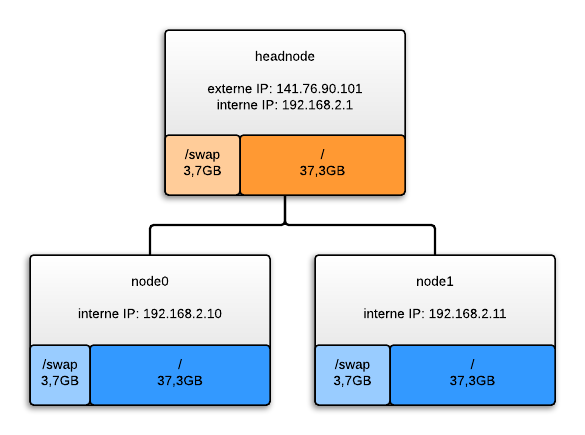 headnode
externe IP: 141.76.90.101
interne IP: 192.168.2.1
/swap
3,7GB
/
37,3GB
node0
interne IP: 192.168.2.10
/swap
3,7GB
/
37,3GB
node1
interne IP: 192.168.2.11
/swap
3,7GB
/
37,3GB